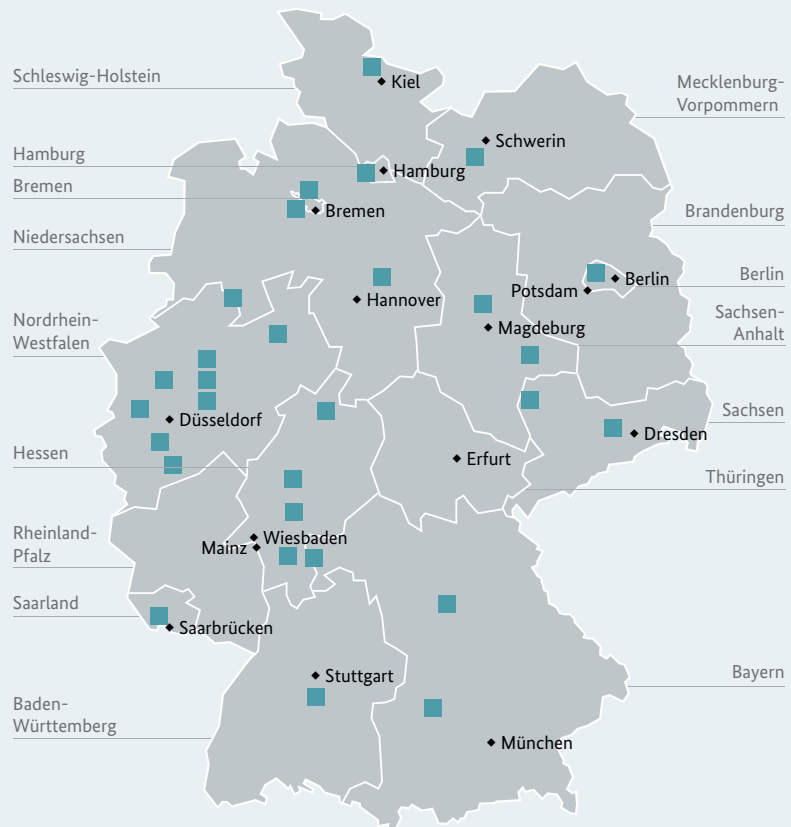 Schleswig-Holstein
Kiel
Mecklenburg-
Vorpommern
Schwerin
Hamburg
Hamburg
Bremen
Bremen
Brandenburg
Niedersachsen
Berlin
Berlin
Potsdam
Hannover
Sachsen-
Anhalt
Nordrhein-
Westfalen
Magdeburg
Düsseldorf
Sachsen
Dresden
Hessen
Erfurt
Thüringen
Rheinland-
Pfalz
Wiesbaden
Mainz
Saarland
Saarbrücken
Stuttgart
Bayern
Baden-
Württemberg
München